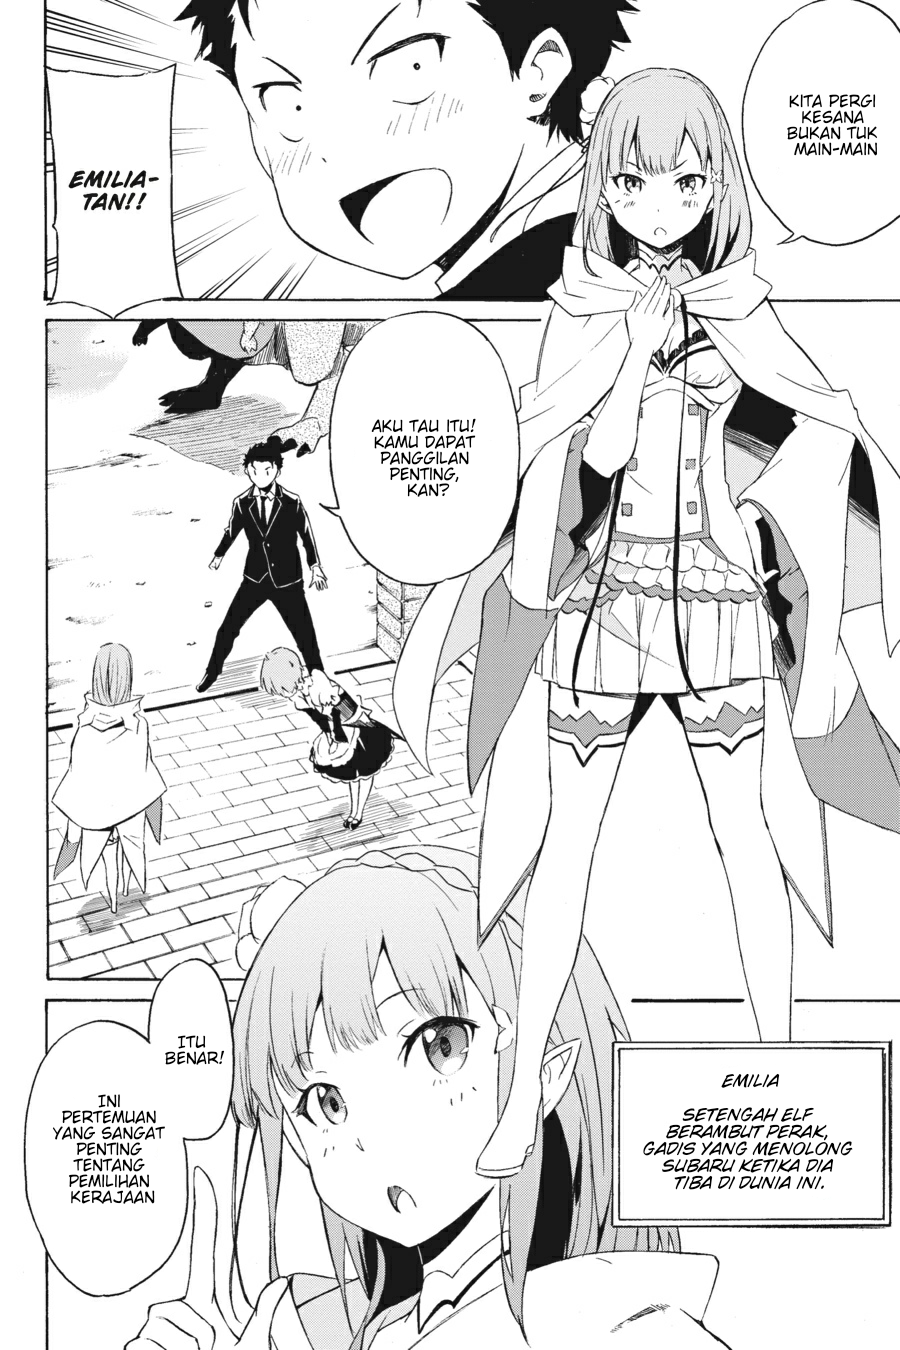 KITA PERGI
KESANA
BUKAN TUK
MAIN-MAIN
EMILIA-
TAN!!
AKU TAU ITU!
KAMU DAPAT
PANGGILAN
PENTING,
KAN?
ITU
BENAR!
INI
PERTEMUAN
YANG SANGAT
PENTING
TENTANG
PEMILIHAN
KERAJAAN
EMILIA
SETENGAH ELF
BERAMBUT PERAK,
GADIS YANG MENOLONG
SUBARU KETIKA DIA
TIBA DI DUNIA INI.